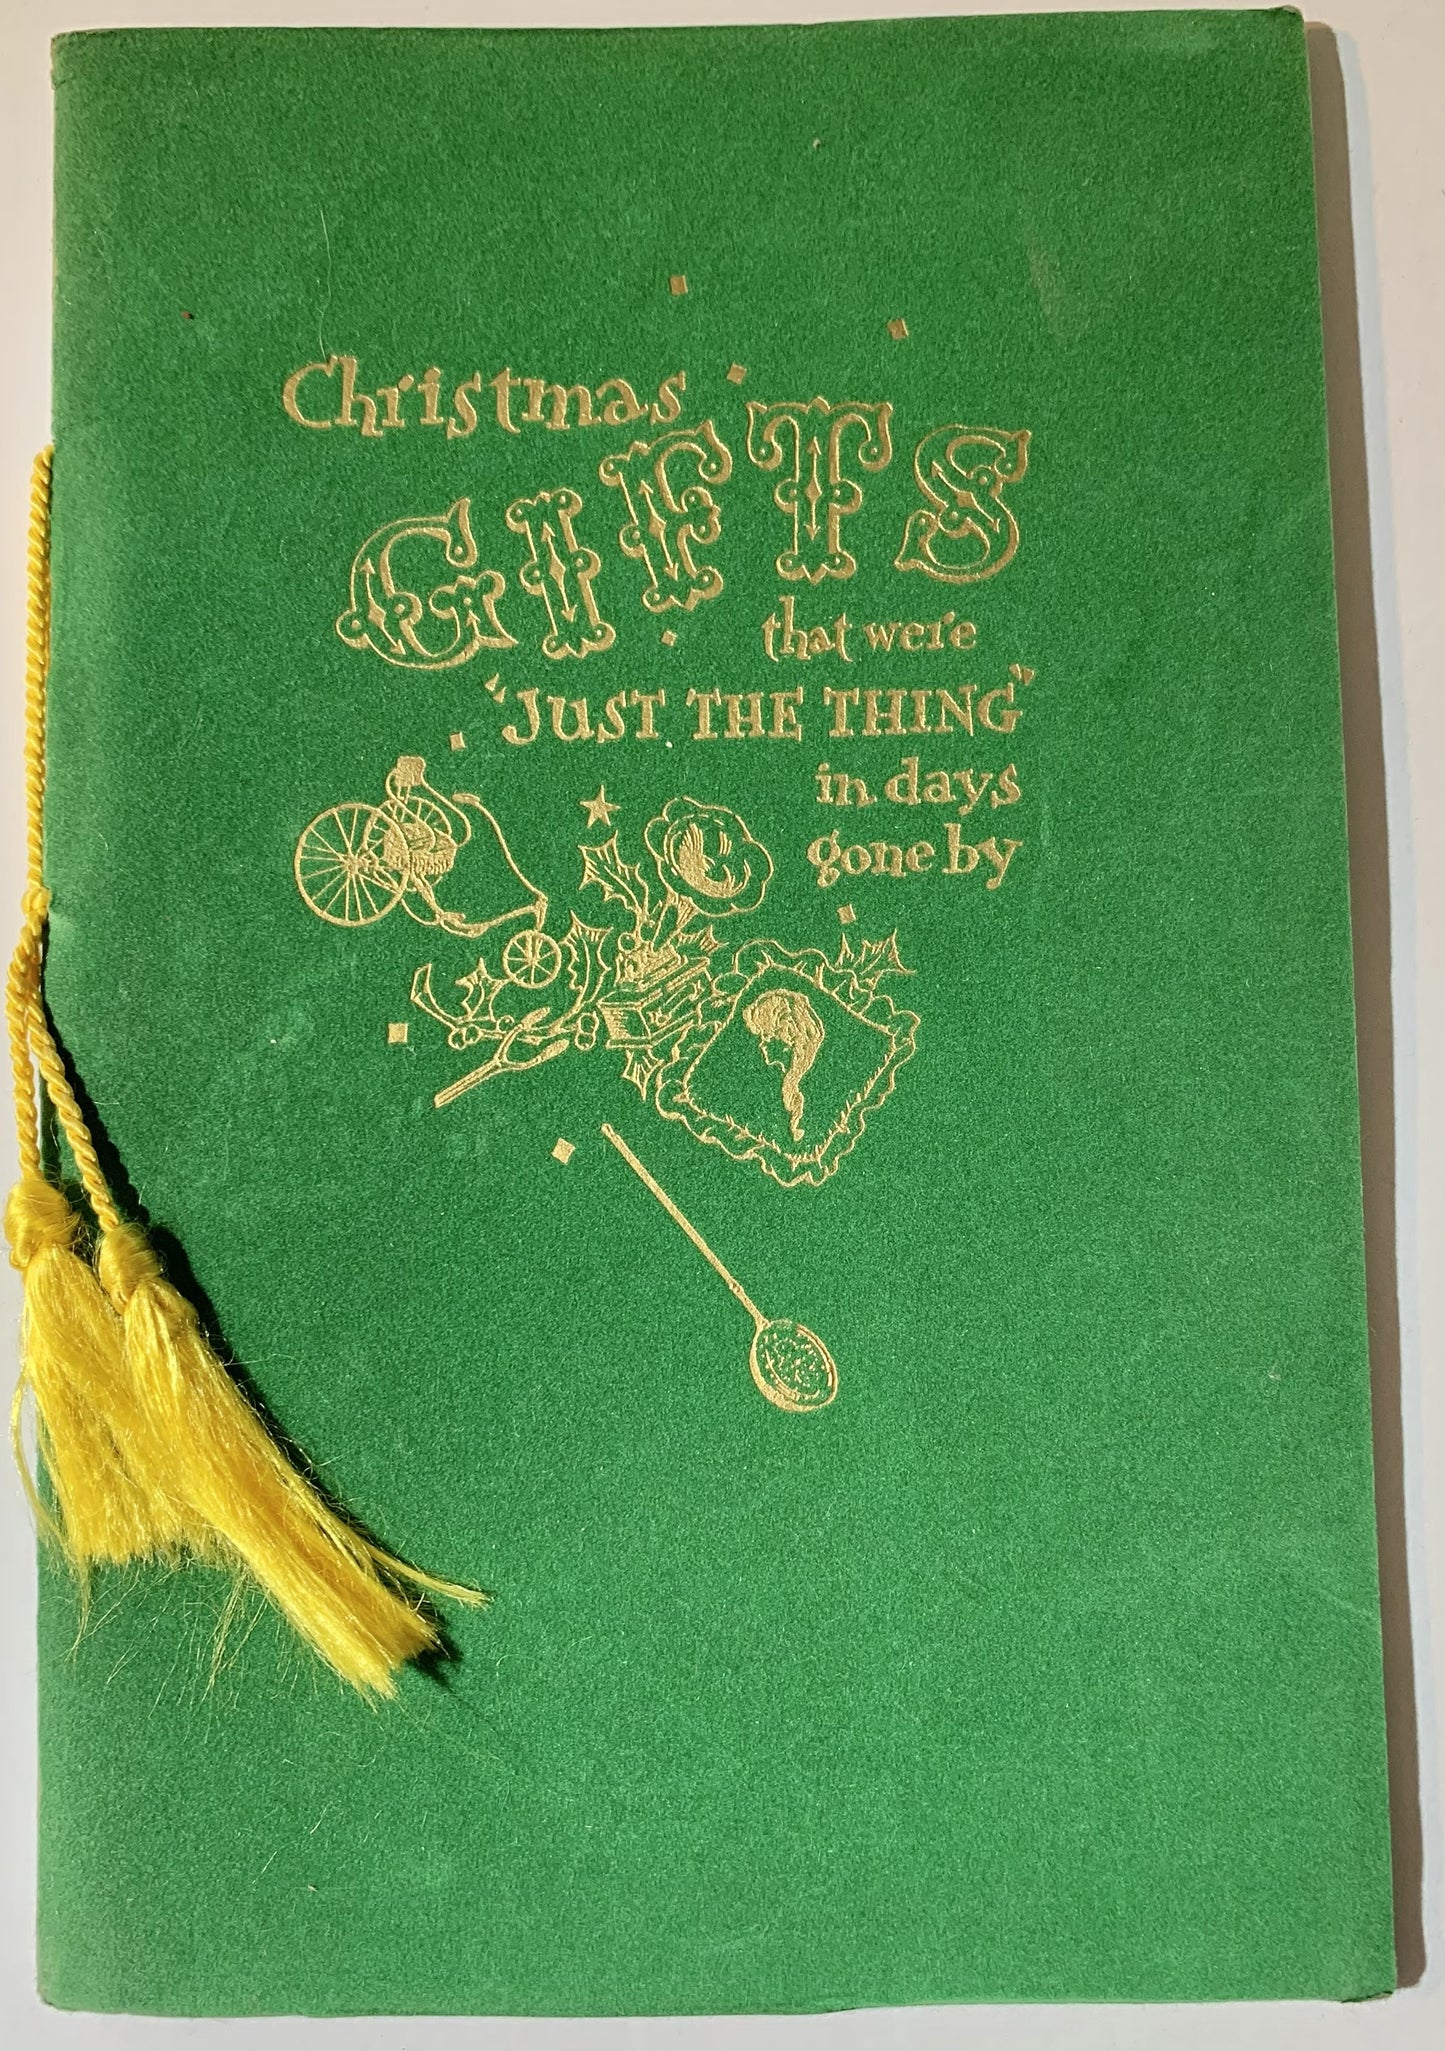 Christmas
GIFTS
that were
"JUST THE THING"
in days
gone by